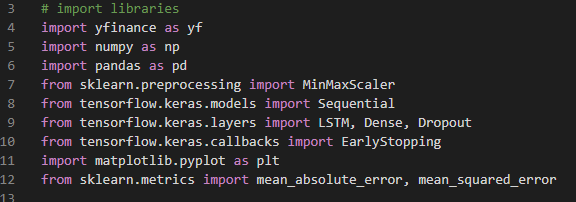 3 # import libraries
4 import yfinance as yf
5 import numpy as np
6 import pandas as pd
7 from sklearn.preprocessing import MinMaxScaler
8 from tensorflow.keras.models import Sequential
9 from tensorflow.keras.layers import LSTM, Dense, Dropout
10 from tensorflow.keras.callbacks import EarlyStopping
11 import matplotlib.pyplot as plt
12 from sklearn.metrics import mean_absolute_error, mean_squared_error
13